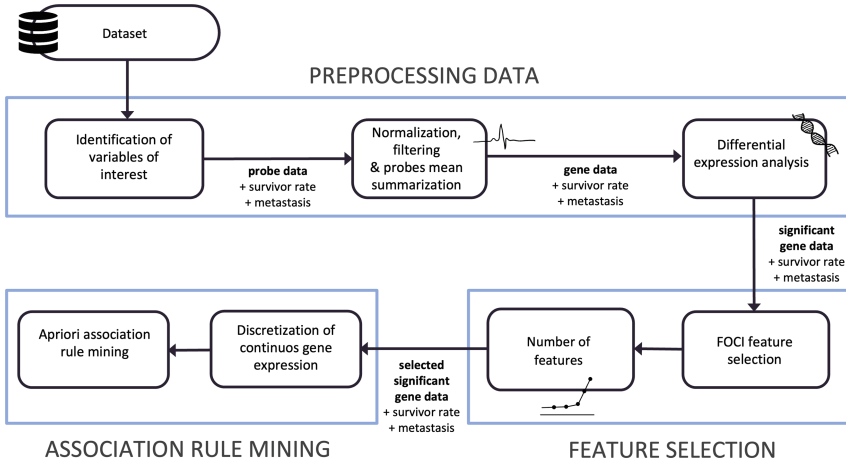 Dataset
PREPROCESSING DATA
Identification of
variables of
interest
probe data
+ survivor rate
+ metastasis
Normalization,
filtering
& probes mean
summarization
gene data
+ survivor rate
+ metastasis
Differential
expression analysis
significant
gene data
+ survivor rate
+ metastasis
FOCI feature
selection
Number of
features
selected
significant
gene data
+ survivor rate
+ metastasis
Discretization of
continuos gene
expression
Apriori association
rule mining
ASSOCIATION RULE MINING
FEATURE SELECTION